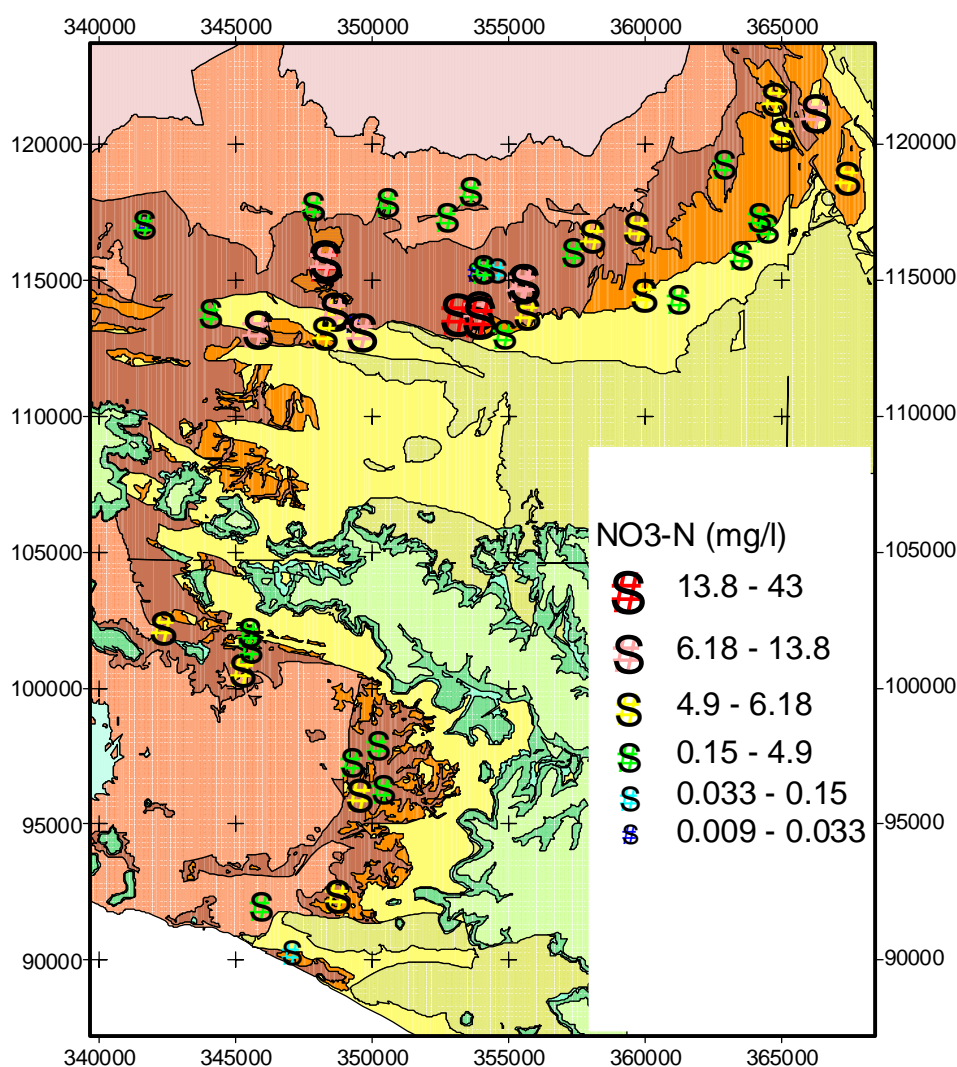 340000 345000 350000 355000 360000 365000
120000 120000
115000 115000
110000 110000
105000 105000
100000 100000
95000 95000
90000 90000
NO3-N (mg/l)
S 13.8 - 43
S 6.18 - 13.8
S 4.9 - 6.18
S 0.15 - 4.9
S 0.033 - 0.15
S 0.009 - 0.033
340000 345000 350000 355000 360000 365000